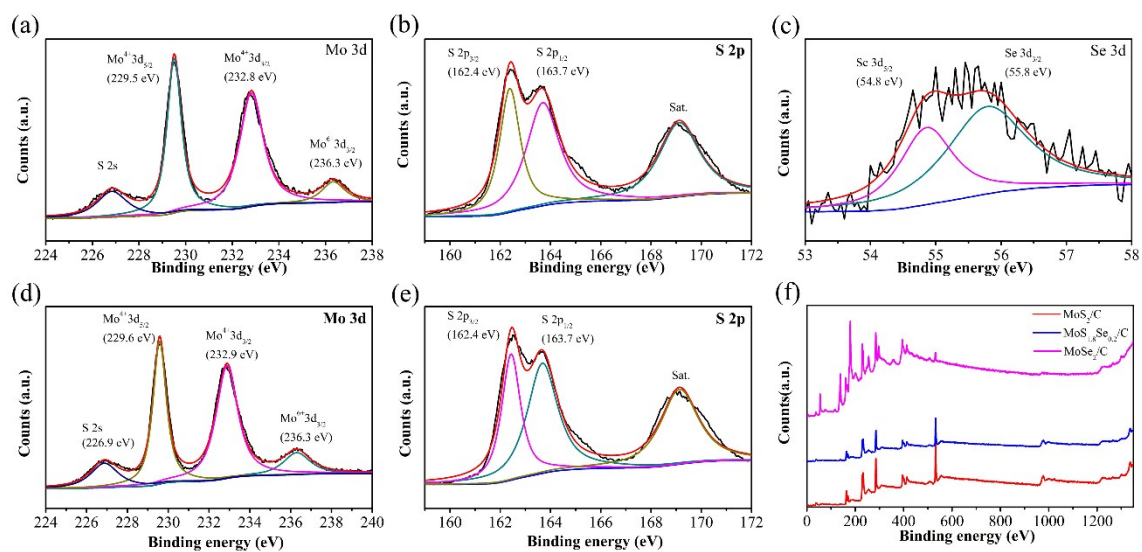 (a)
Mo 3d
Mo⁴⁺3d₅/₂
(229.5 eV)
Mo⁴⁺3d₃/₂
(232.8 eV)
S 2s
Mo⁶ 3d₃/₂
(236.3 eV)
Counts (a.u.)
224 226 228 230 232 234 236 238
Binding energy (eV)
(b)
S 2p
S 2p₃/₂
(162.4 eV)
S 2p₁/₂
(163.7 eV)
Sat.
Counts (a.u.)
160 162 164 166 168 170 172
Binding energy (eV)
(c)
Se 3d
Se 3d₅/₂
(54.8 eV)
Se 3d₃/₂
(55.8 eV)
Counts (a.u.)
53 54 55 56 57 58
Binding energy (eV)
(d)
Mo 3d
Mo⁴⁺3d₅/₂
(229.6 eV)
Mo⁴⁺3d₃/₂
(232.9 eV)
S 2s
(226.9 eV)
Mo⁶⁺3d₃/₂
(236.3 eV)
Counts (a.u.)
224 226 228 230 232 234 236 238 240
Binding energy (eV)
(e)
S 2p
S 2p₃/₂
(162.4 eV)
S 2p₁/₂
(163.7 eV)
Sat.
Counts (a.u.)
160 162 164 166 168 170 172
Binding energy (eV)
(f)
MoS₂/C
MoS₁.₈Se₀.₂/C
MoSe₂/C
Counts(a.u.)
0 200 400 600 800 1000 1200
Binding energy (eV)